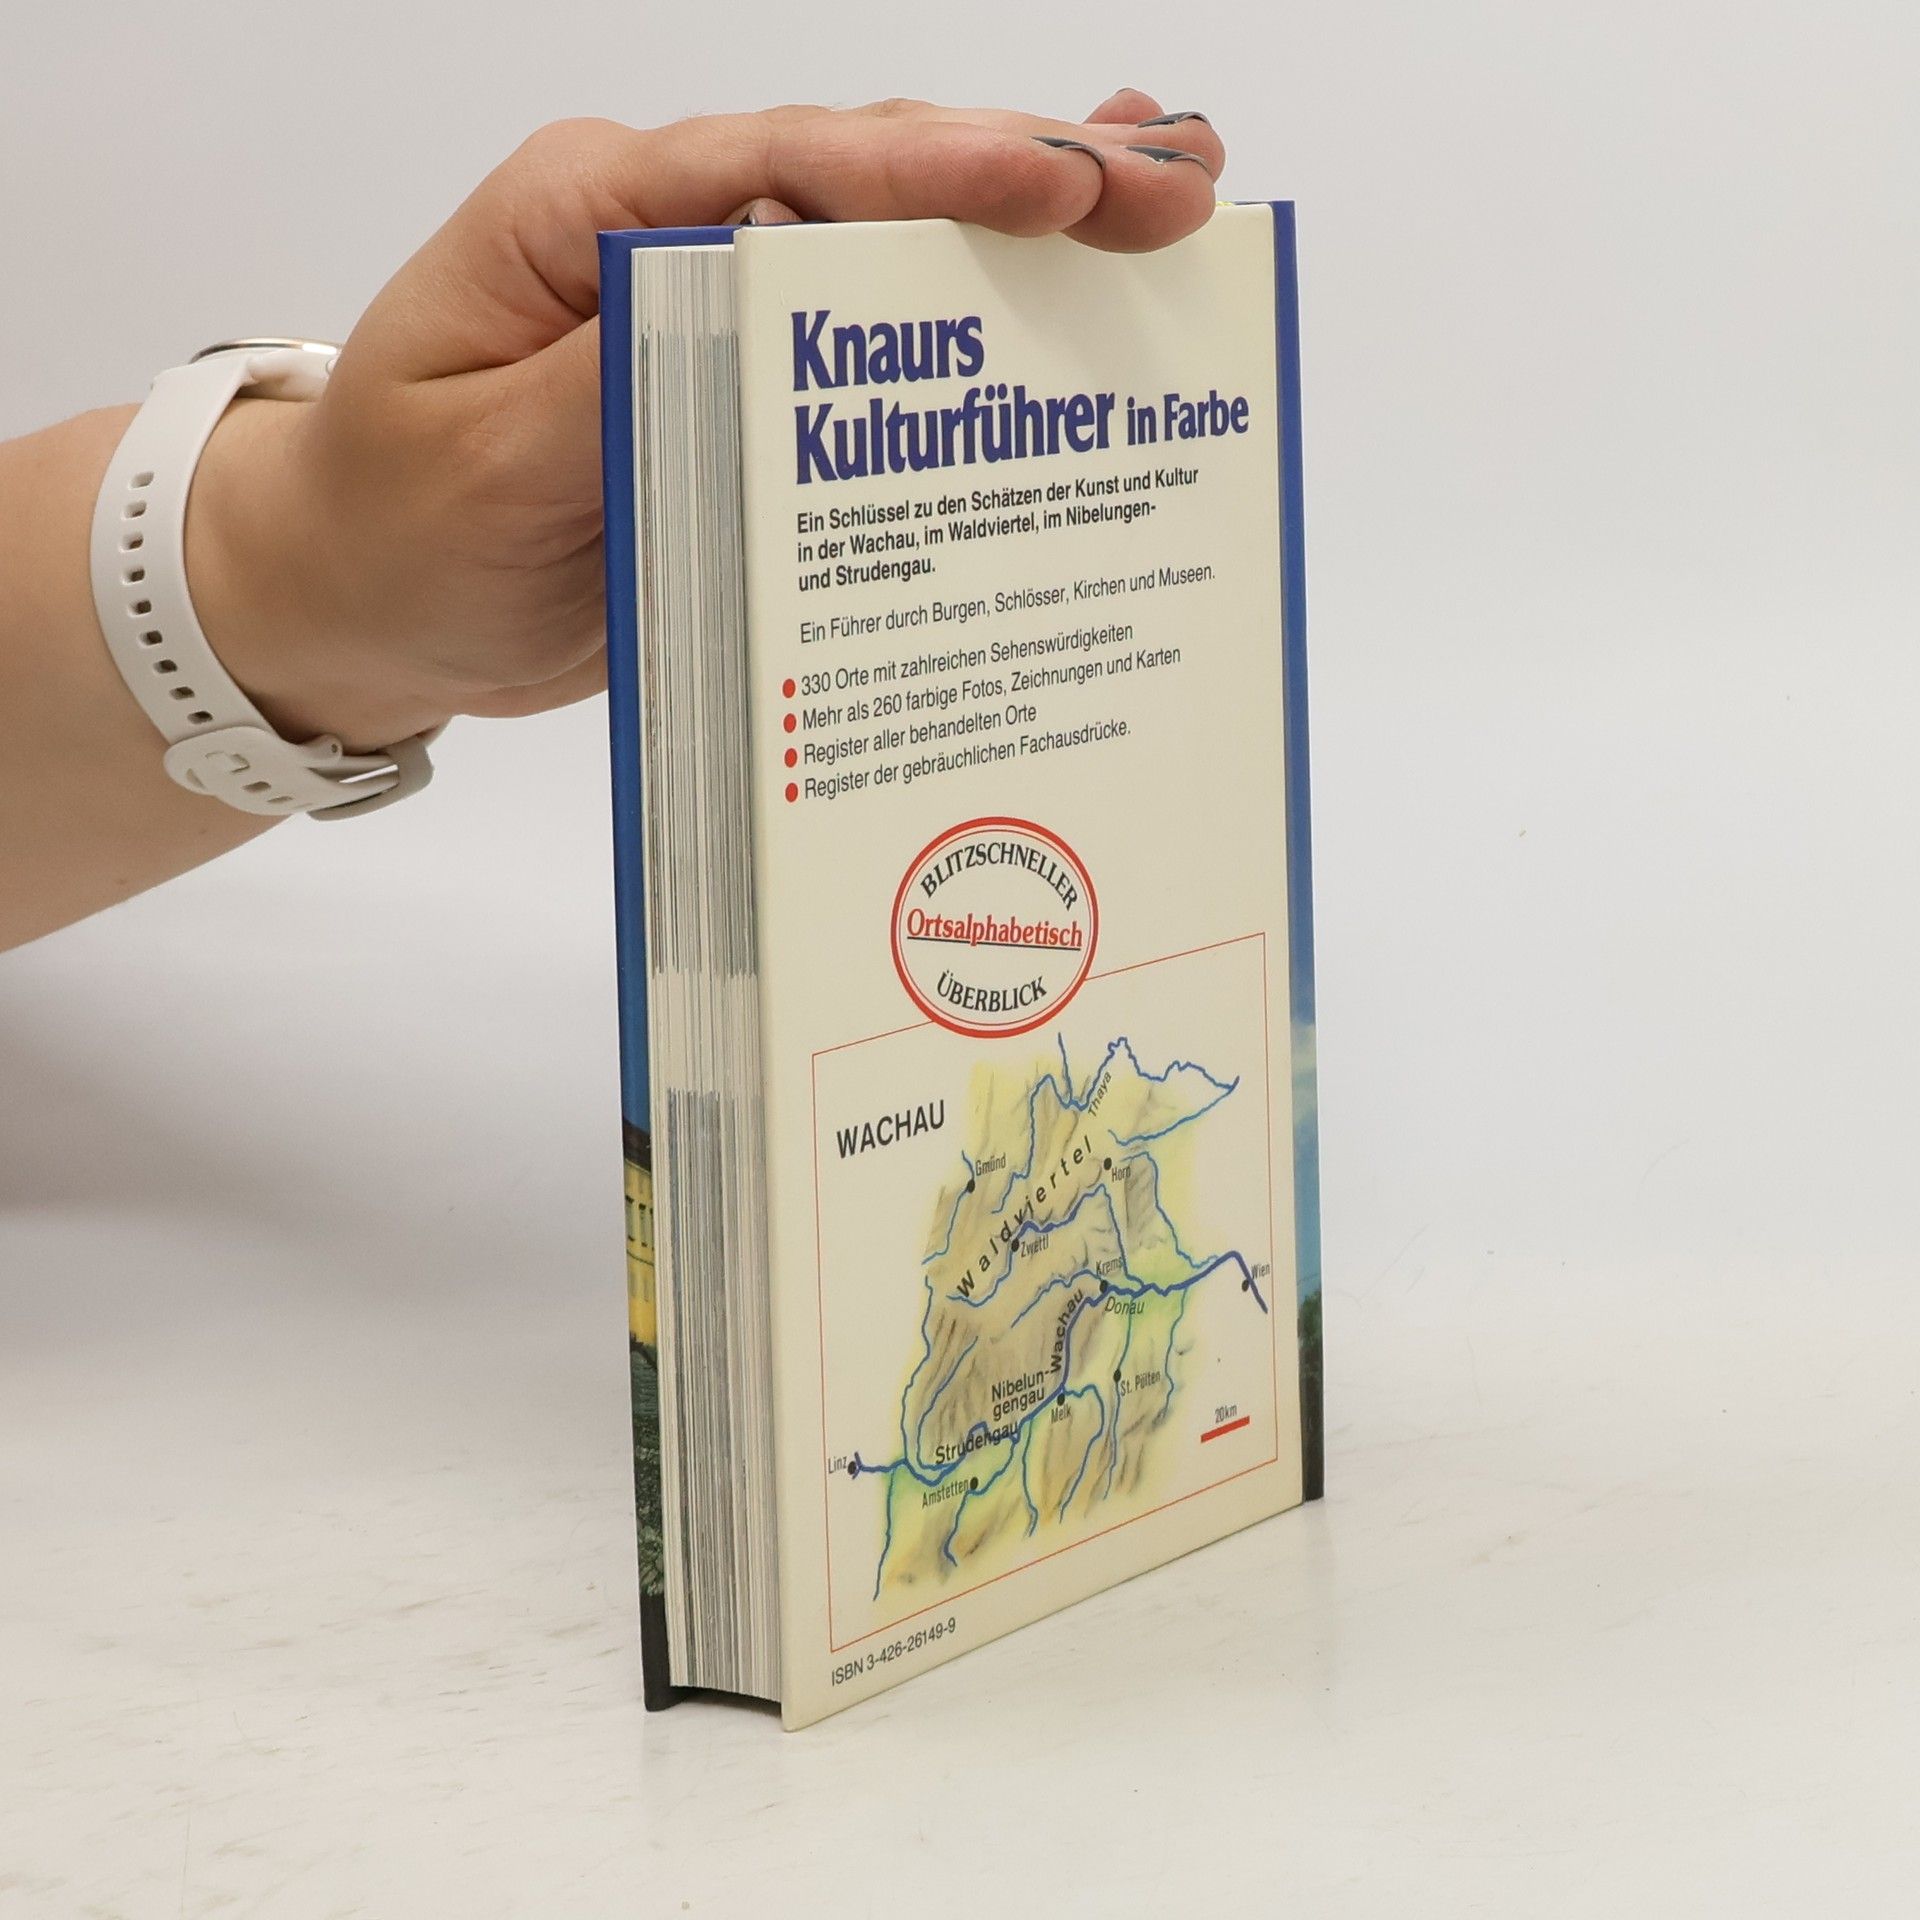 Knaurs
Kulturführer in Farbe
Ein Schlüssel zu den Schätzen der Kunst und Kultur
in der Wachau, im Waldviertel, im Nibelungen-
und Strudengau.
Ein Führer durch Burgen, Schlösser, Kirchen und Museen.
330 Orte mit zahlreichen Sehenswürdigkeiten
Mehr als 260 farbige Fotos, Zeichnungen und Karten
Register aller behandelten Orte
Register der gebräuchlichen Fachausdrücke.
BLITZSCHNELLER
Ortsalphabetisch
ÜBERBLICK
WACHAU
Thaya
Gmünd
Horn
Waldviertel
Zwettl
Krems
Wien
Donau
Wachau
Nibelun-
gengau
St. Pölten
Melk
20km
Strudengau
Linz
Amstetten
ISBN 3-426-26149-9